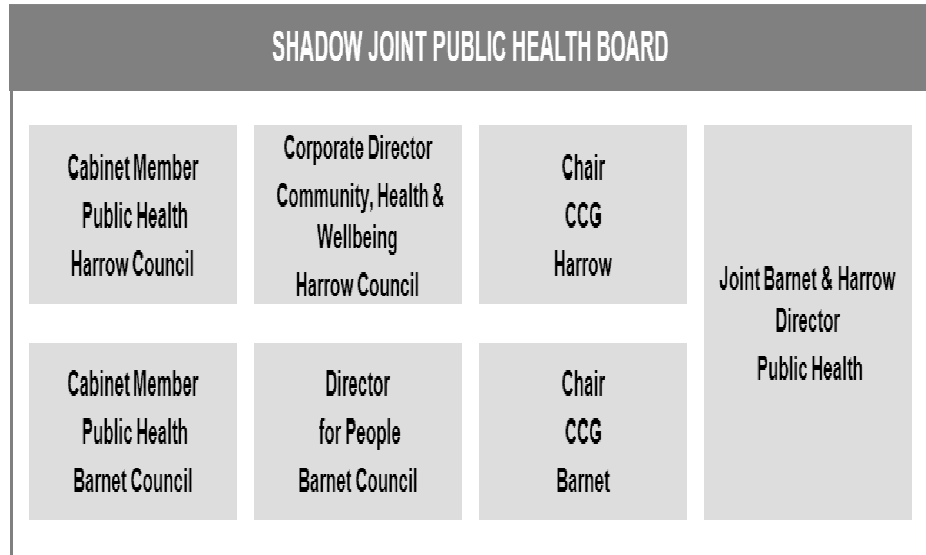 SHADOW JOINT PUBLIC HEALTH BOARD
Cabinet Member
Public Health
Harrow Council
Corporate Director
Community, Health &
Wellbeing
Harrow Council
Chair
CCG
Harrow
Joint Barnet & Harrow
Director
Public Health
Cabinet Member
Public Health
Barnet Council
Director
for People
Barnet Council
Chair
CCG
Barnet